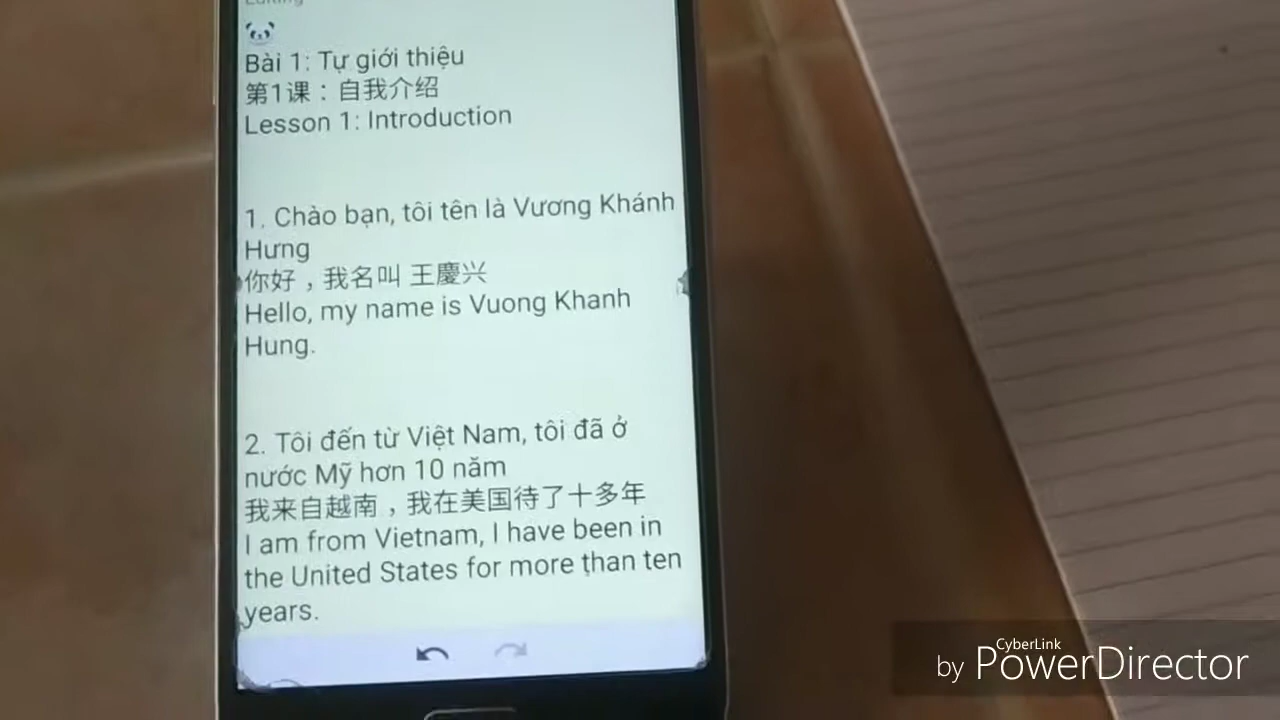 Editing
Bài 1: Tự giới thiệu
第1课：自我介绍
Lesson 1: Introduction
1. Chào bạn, tôi tên là Vương Khánh
Hưng
你好，我名叫 王慶兴
Hello, my name is Vuong Khanh
Hung.
2. Tôi đến từ Việt Nam, tôi đã ở
nước Mỹ hơn 10 năm
我来自越南，我在美国待了十多年
I am from Vietnam, I have been in
the United States for more than ten
years.
CyberLink
by PowerDirector